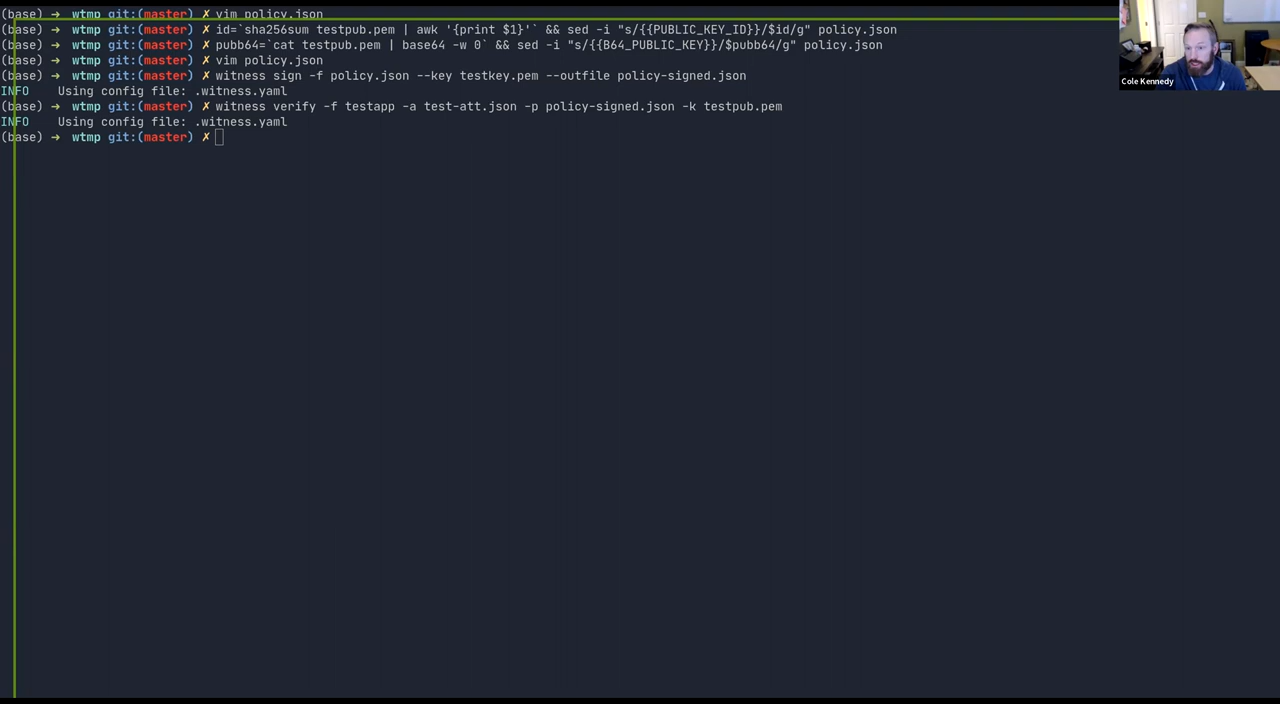 (base) → wtmp git:(master) ✗ vim policy.json
(base) → wtmp git:(master) ✗ id=`sha256sum testpub.pem | awk '{print $1}'` && sed -i "s/{{PUBLIC_KEY_ID}}/$id/g" policy.json
(base) → wtmp git:(master) ✗ pubb64=`cat testpub.pem | base64 -w 0` && sed -i "s/{{B64_PUBLIC_KEY}}/$pubb64/g" policy.json
(base) → wtmp git:(master) ✗ vim policy.json
(base) → wtmp git:(master) ✗ witness sign -f policy.json --key testkey.pem --outfile policy-signed.json
INFO Using config file: .witness.yaml
(base) → wtmp git:(master) ✗ witness verify -f testapp -a test-att.json -p policy-signed.json -k testpub.pem
INFO Using config file: .witness.yaml
(base) → wtmp git:(master) ✗
Cole Kennedy